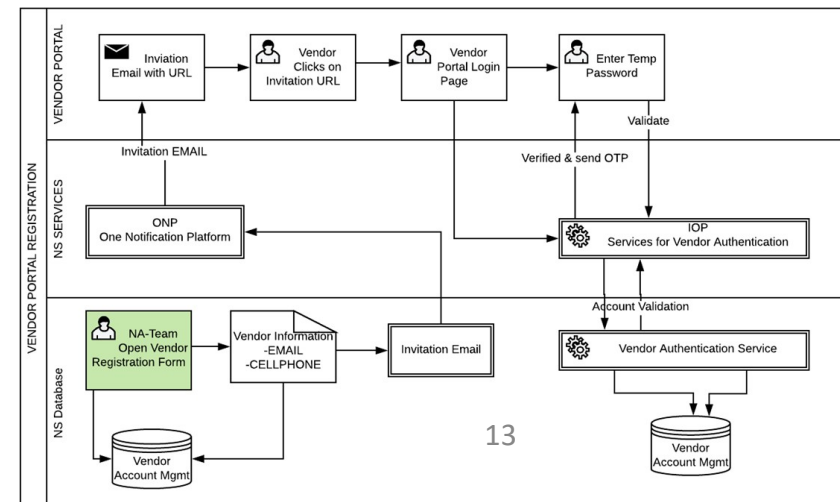 VENDOR PORTAL REGISTRATION
VENDOR PORTAL
Inviation
Email with URL
Vendor
Clicks on
Invitation URL
Vendor
Portal Login
Page
Enter Temp
Password
Validate
Invitation EMAIL
Verified & send OTP
NS SERVICES
ONP
One Notification Platform
IOP
Services for Vendor Authentication
Account Validation
NS Database
NA-Team
Open Vendor
Registration Form
Vendor Information
-EMAIL
-CELLPHONE
Invitation Email
Vendor Authentication Service
Vendor
Account Mgmt
13
Vendor
Account Mgmt